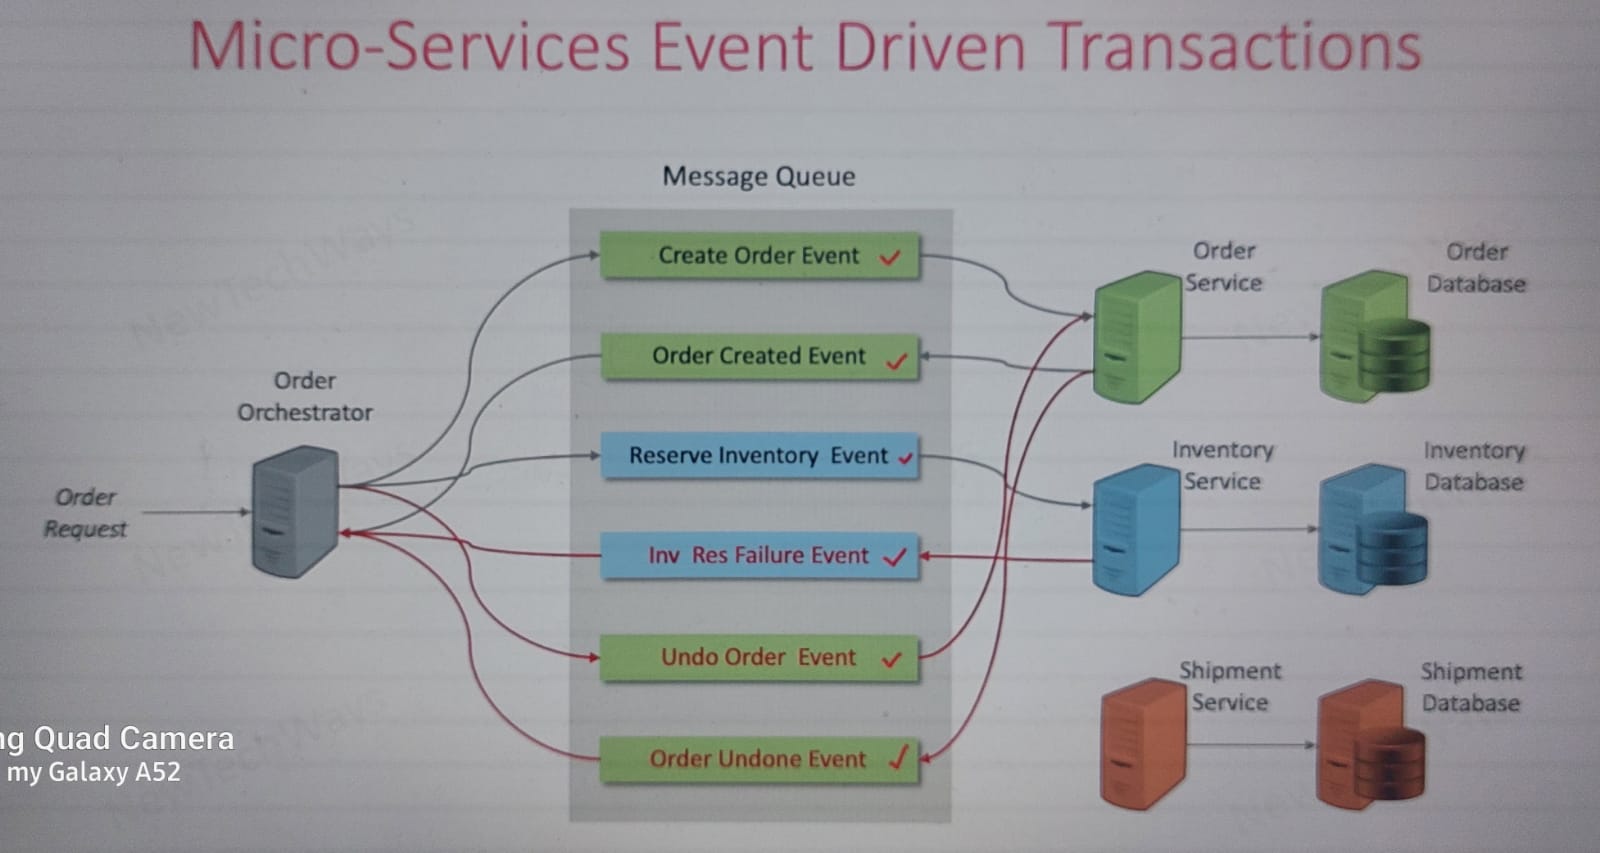 Micro-Services Event Driven Transactions
Message Queue
Create Order Event
Order Created Event
Reserve Inventory Event
Inv Res Failure Event
Undo Order Event
Order Undone Event
Order
Orchestrator
Order
Request
Order
Service
Order
Database
Inventory
Service
Inventory
Database
Shipment
Service
Shipment
Database
NewTechWays
ng Quad Camera
my Galaxy A52